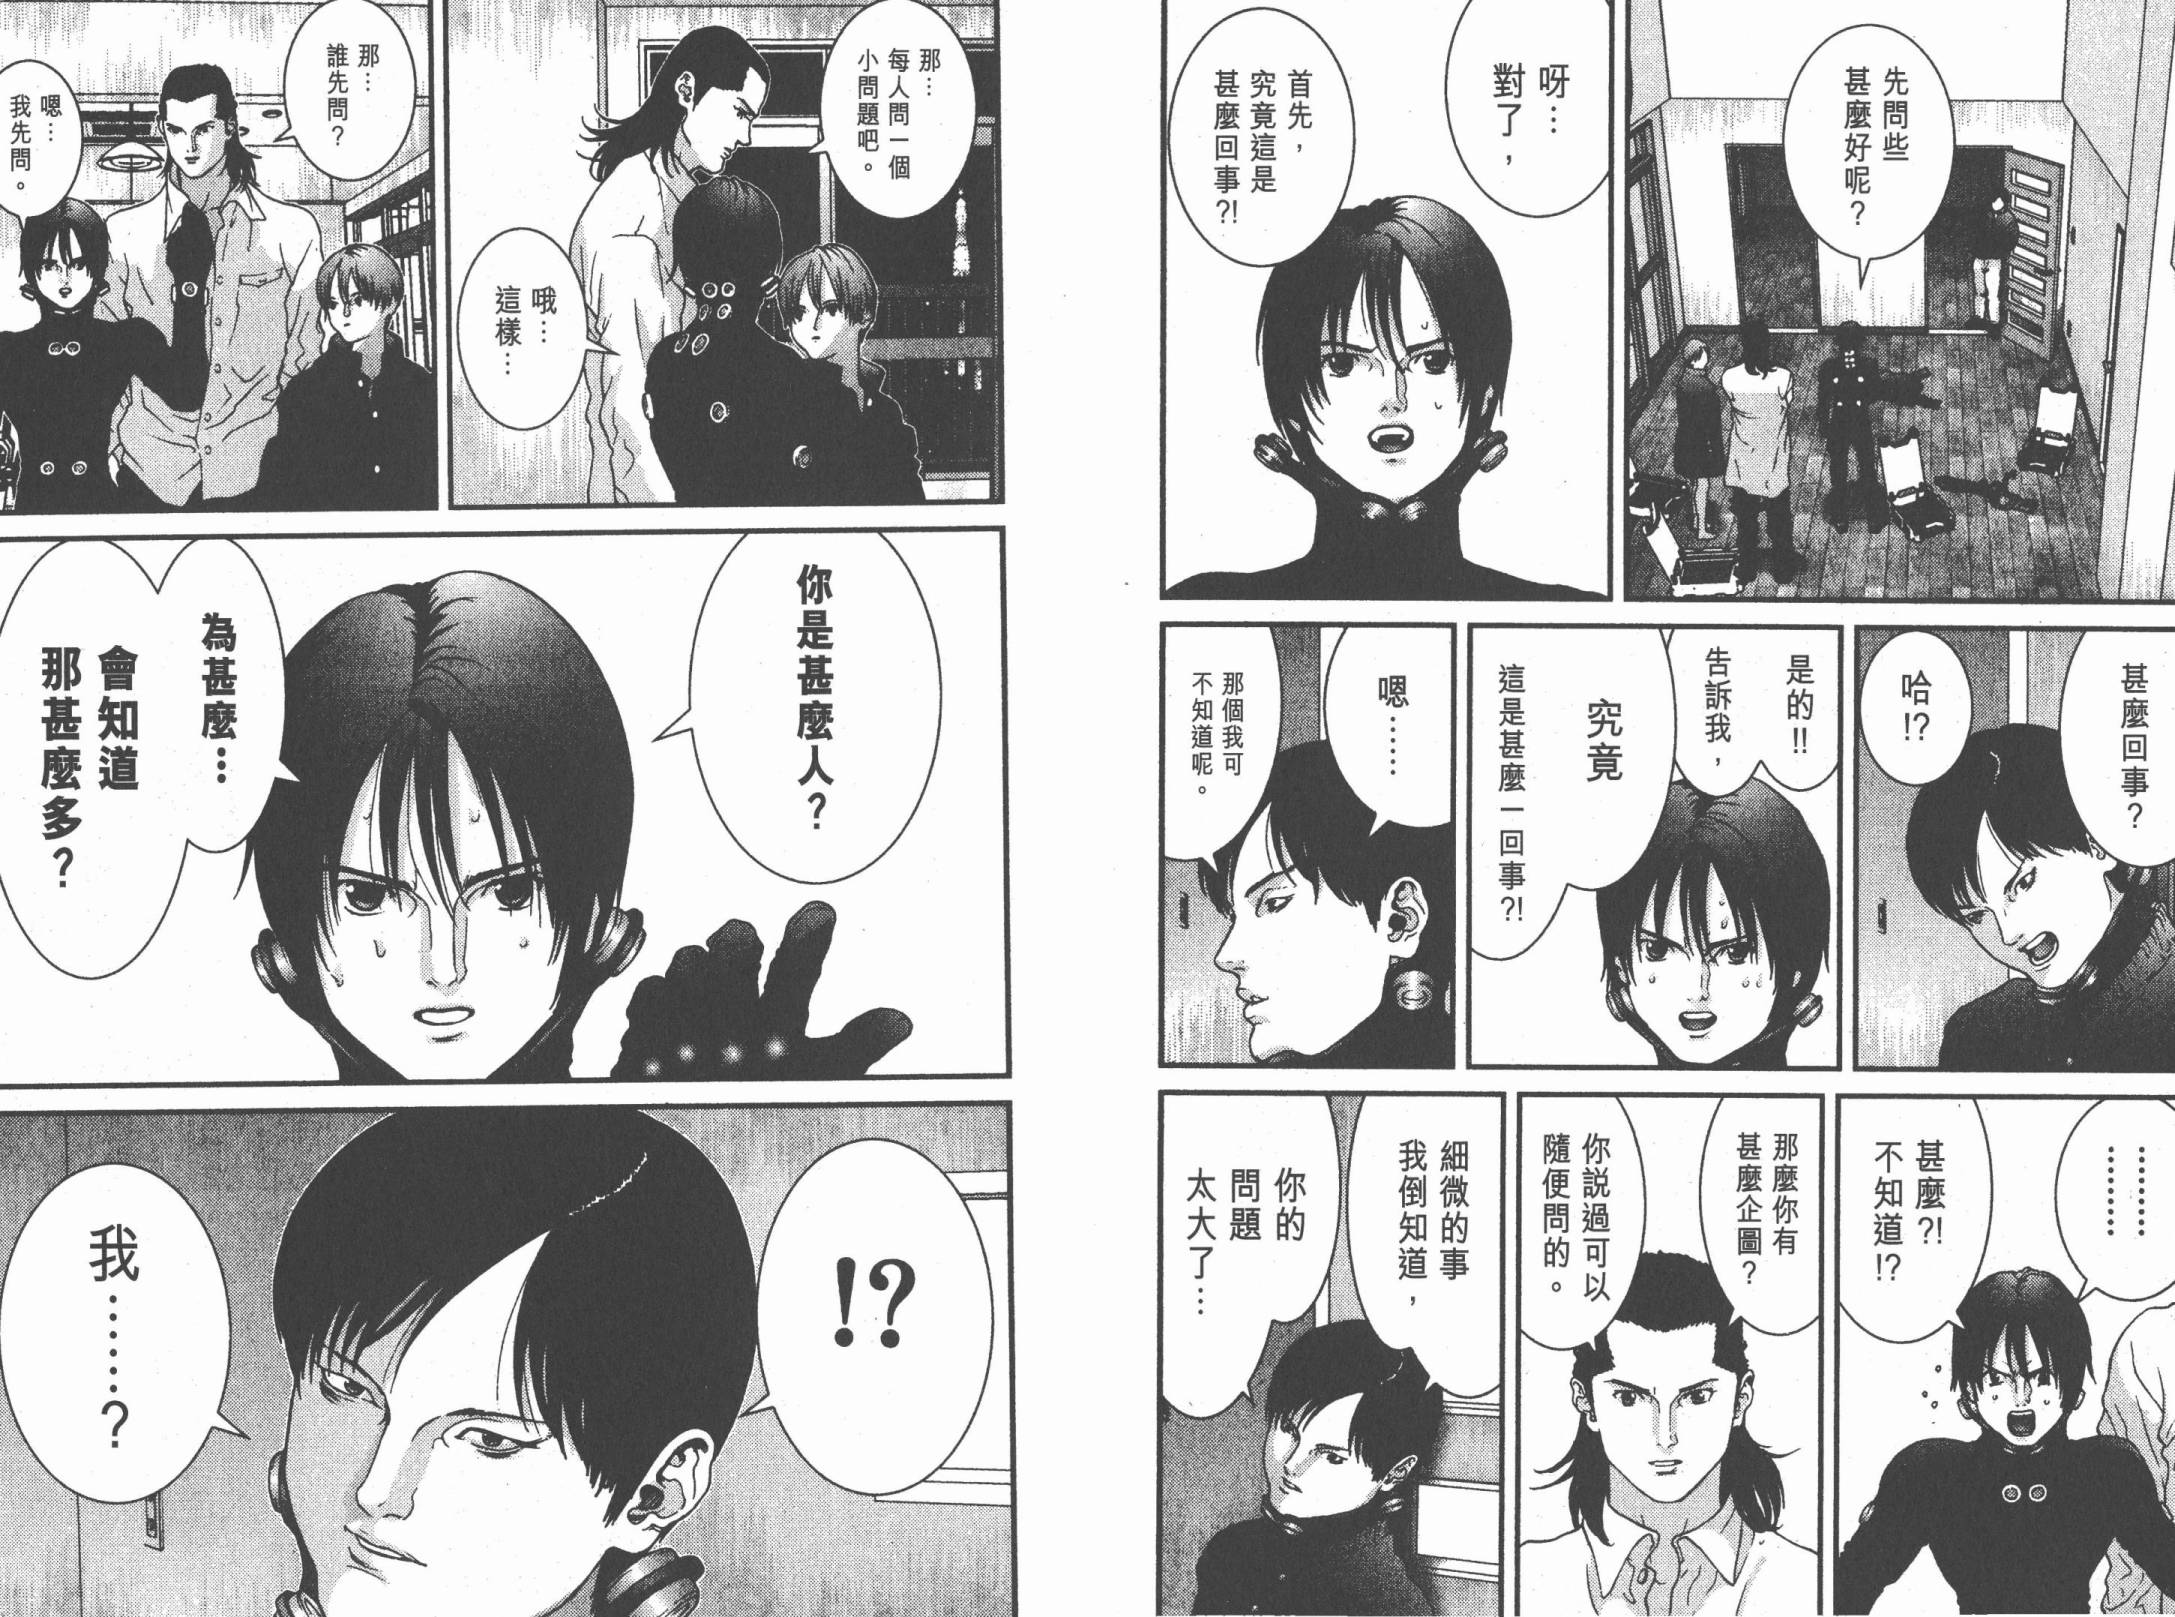 先問些
甚麼好呢？
呀…
對了，
首先，
究竟這是
甚麼回事?!
甚麼回事？
哈!?
是的!!
告訴我，
究竟
這是甚麼一回事?!
嗯……
那個我可
不知道呢。
………
………
甚麼?!
不知道!?
那麼你有
甚麼企圖？
你説過可以
隨便問的。
細微的事
我倒知道，
你的
問題
太大了…
那…
每人問一個
小問題吧。
哦…
這樣…
那…
誰先問？
嗯…
我先問。
你是甚麼人？
為甚麼…
會知道
那甚麼多？
!?
我………？